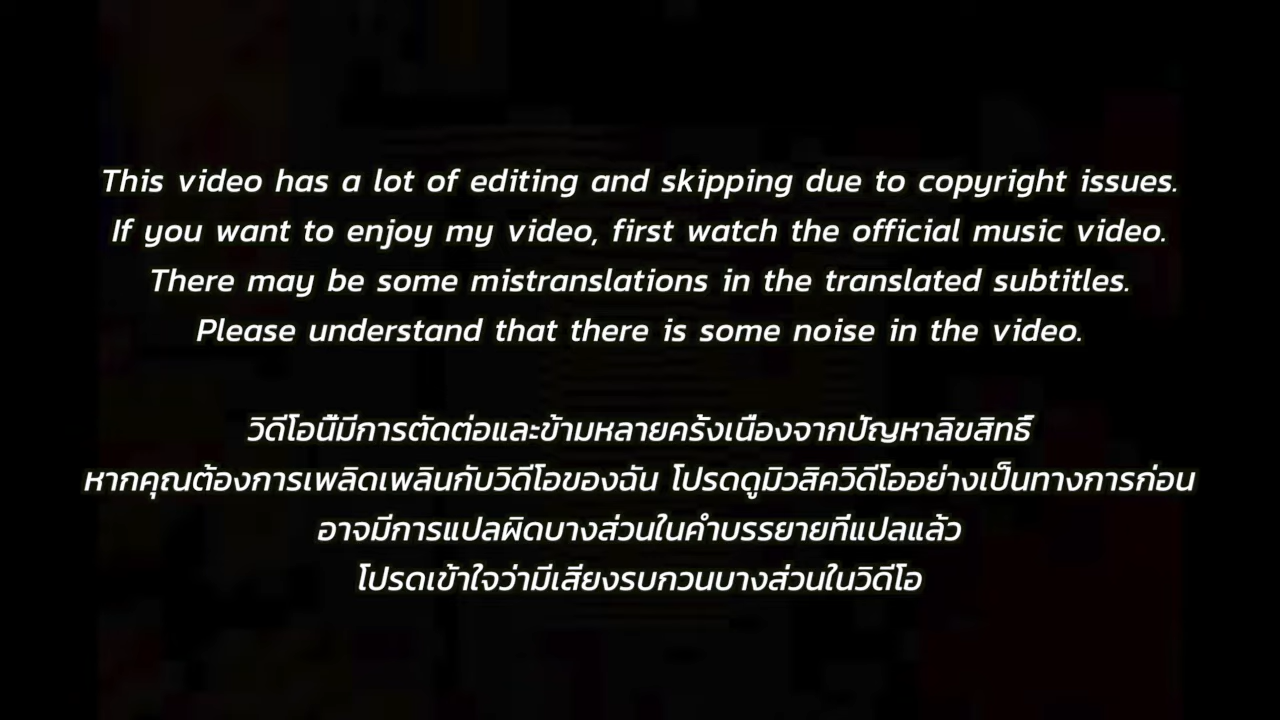 This video has a lot of editing and skipping due to copyright issues.
If you want to enjoy my video, first watch the official music video.
There may be some mistranslations in the translated subtitles.
Please understand that there is some noise in the video.
วิดีโอนี้มีการตัดต่อและข้ามหลายครั้งเนื่องจากปัญหาลิขสิทธิ์
หากคุณต้องการเพลิดเพลินกับวิดีโอของฉัน โปรดดูมิวสิควิดีโออย่างเป็นทางการก่อน
อาจมีการแปลผิดบางส่วนในคำบรรยายที่แปลแล้ว
โปรดเข้าใจว่ามีเสียงรบกวนบางส่วนในวิดีโอ